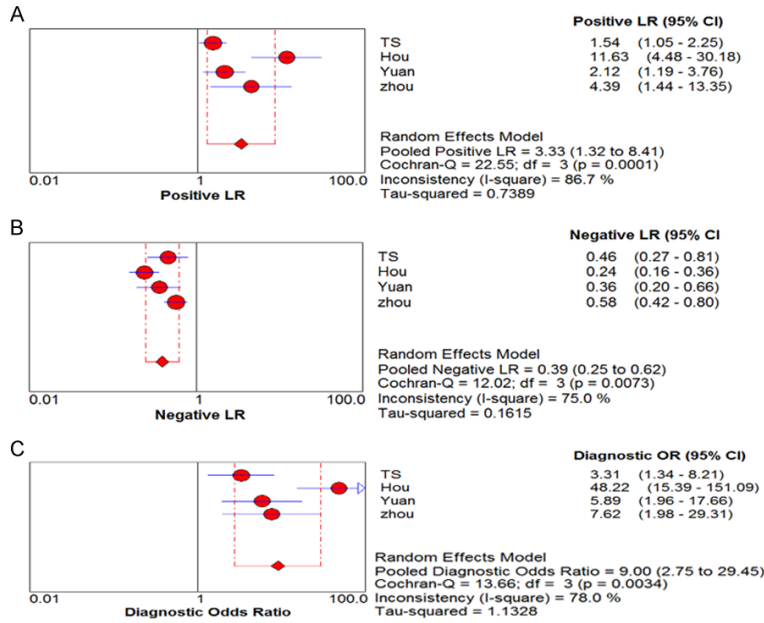 A
Positive LR (95% CI)
TS 1.54 (1.05 - 2.25)
Hou 11.63 (4.48 - 30.18)
Yuan 2.12 (1.19 - 3.76)
zhou 4.39 (1.44 - 13.35)
Random Effects Model
Pooled Positive LR = 3.33 (1.32 to 8.41)
Cochran-Q = 22.55; df = 3 (p = 0.0001)
Inconsistency (I-square) = 86.7 %
Tau-squared = 0.7389
0.01 1 100.0
Positive LR
B
Negative LR (95% CI
TS 0.46 (0.27 - 0.81)
Hou 0.24 (0.16 - 0.36)
Yuan 0.36 (0.20 - 0.66)
zhou 0.58 (0.42 - 0.80)
Random Effects Model
Pooled Negative LR = 0.39 (0.25 to 0.62)
Cochran-Q = 12.02; df = 3 (p = 0.0073)
Inconsistency (I-square) = 75.0 %
Tau-squared = 0.1615
0.01 1 100.0
Negative LR
C
Diagnostic OR (95% CI)
TS 3.31 (1.34 - 8.21)
Hou 48.22 (15.39 - 151.09)
Yuan 5.89 (1.96 - 17.66)
zhou 7.62 (1.98 - 29.31)
Random Effects Model
Pooled Diagnostic Odds Ratio = 9.00 (2.75 to 29.45)
Cochran-Q = 13.66; df = 3 (p = 0.0034)
Inconsistency (I-square) = 78.0 %
Tau-squared = 1.1328
0.01 1 100.0
Diagnostic Odds Ratio